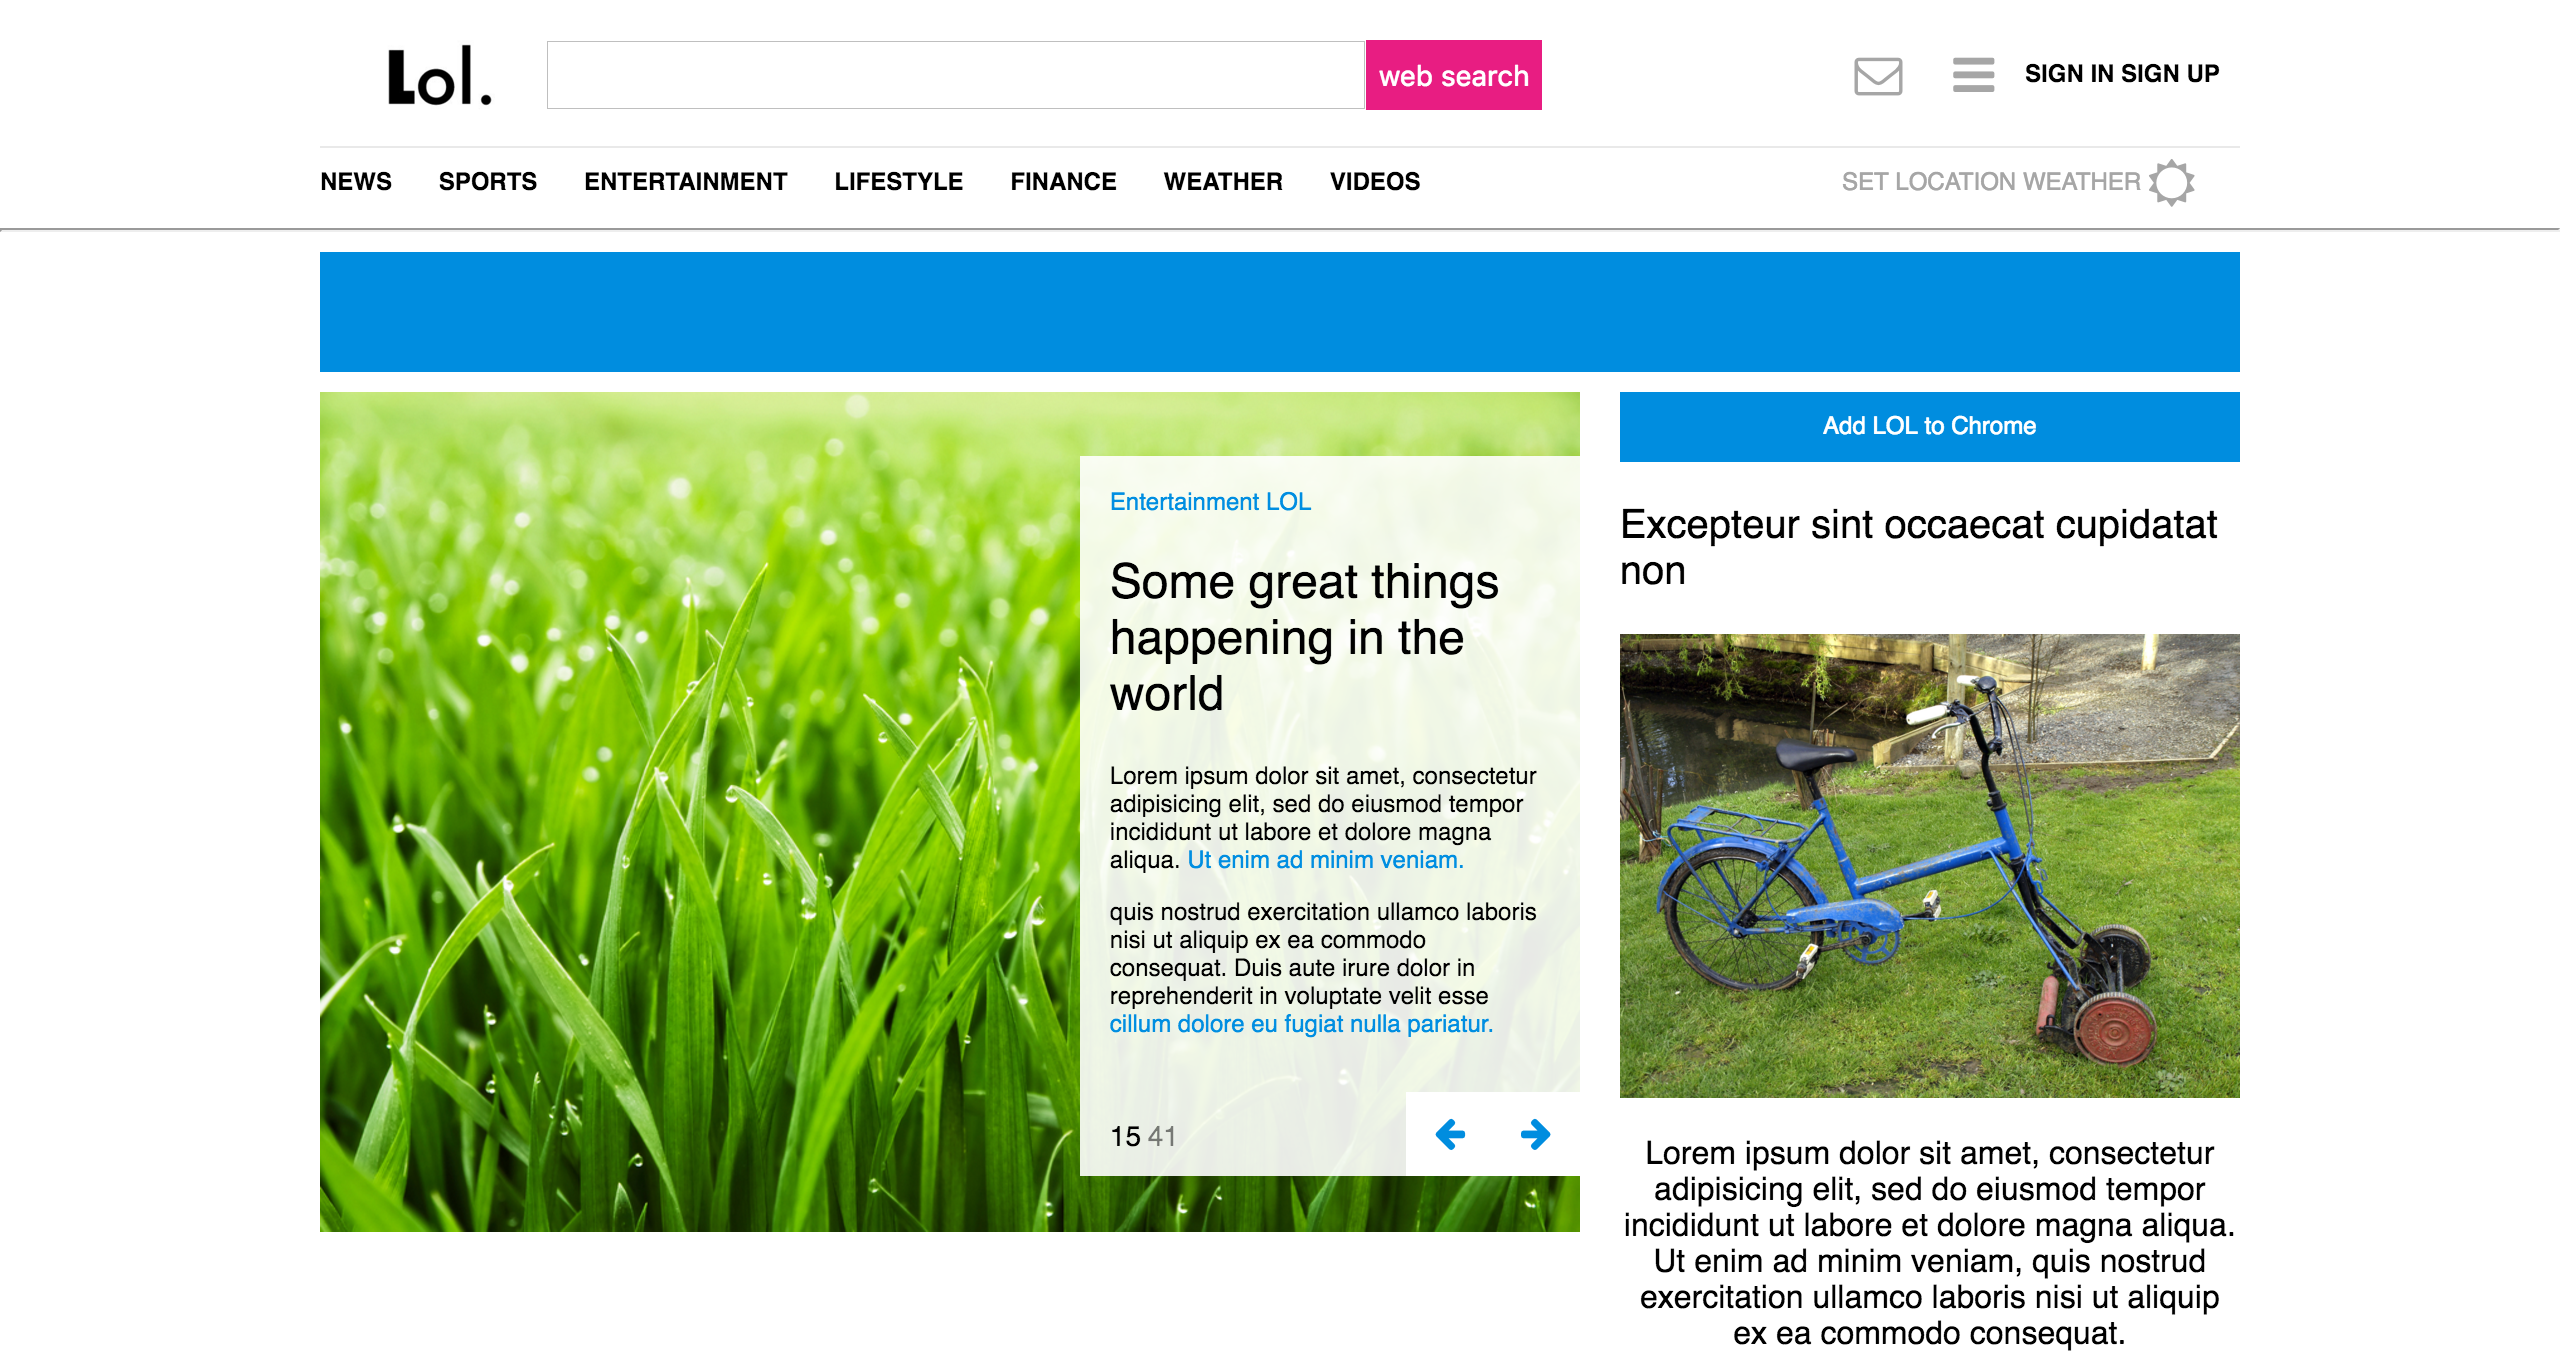 Lol.
web search
SIGN IN SIGN UP
NEWS SPORTS ENTERTAINMENT LIFESTYLE FINANCE WEATHER VIDEOS
SET LOCATION WEATHER
Entertainment LOL
Some great things
happening in the
world
Lorem ipsum dolor sit amet, consectetur
adipisicing elit, sed do eiusmod tempor
incididunt ut labore et dolore magna
aliqua. Ut enim ad minim veniam.
quis nostrud exercitation ullamco laboris
nisi ut aliquip ex ea commodo
consequat. Duis aute irure dolor in
reprehenderit in voluptate velit esse
cillum dolore eu fugiat nulla pariatur.
15 41
Add LOL to Chrome
Excepteur sint occaecat cupidatat
non
Lorem ipsum dolor sit amet, consectetur
adipisicing elit, sed do eiusmod tempor
incididunt ut labore et dolore magna aliqua.
Ut enim ad minim veniam, quis nostrud
exercitation ullamco laboris nisi ut aliquip
ex ea commodo consequat.